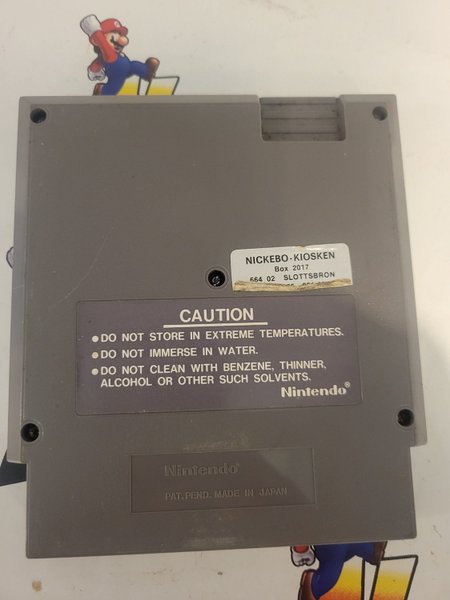 NICKEBO-KIOSKEN
Box 2017
664 02 SLOTTSBRON
CAUTION
●DO NOT STORE IN EXTREME TEMPERATURES.
●DO NOT IMMERSE IN WATER.
●DO NOT CLEAN WITH BENZENE, THINNER,
ALCOHOL OR OTHER SUCH SOLVENTS.
Nintendo®
Nintendo®
PAT. PEND. MADE IN JAPAN